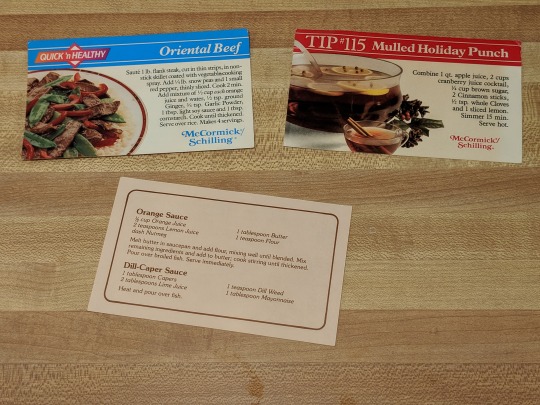 QUICK 'n HEALTHY
Oriental Beef
Sauté 1 lb. flank steak, cut in thin strips, in non-
stick skillet coated with vegetable cooking
spray. Add ¼ lb. snow peas and 1 small
red pepper, thinly sliced. Cook 2 min.
Add mixture of ½ cup each orange
juice and water, ½ tsp. ground
Ginger, ½ tsp. Garlic Powder,
1 tbsp. light soy sauce and 1 tbsp.
cornstarch. Cook until thickened.
Serve over rice. Makes 4 servings.
McCormick/
Schilling
TIP #115 Mulled Holiday Punch
Combine 1 qt. apple juice, 2 cups
cranberry juice cocktail,
¼ cup brown sugar,
2 Cinnamon sticks,
½ tsp. whole Cloves
and 1 sliced lemon.
Simmer 15 min.
Serve hot.
McCormick/
Schilling
Orange Sauce
cup Orange Juice
2 teaspoons Lemon Juice
dash Nutmeg
1 tablespoon Butter
1 teaspoon Flour
Melt butter in saucepan and add flour, mixing well until blended. Mix
remaining ingredients and add to butter; cook stirring until thickened.
Pour over broiled fish. Serve immediately.
Dill-Caper Sauce
1 tablespoon Capers
2 tablespoons Lime Juice
1 teaspoon Dill Weed
1 tablespoon Mayonnaise
Heat and pour over fish.